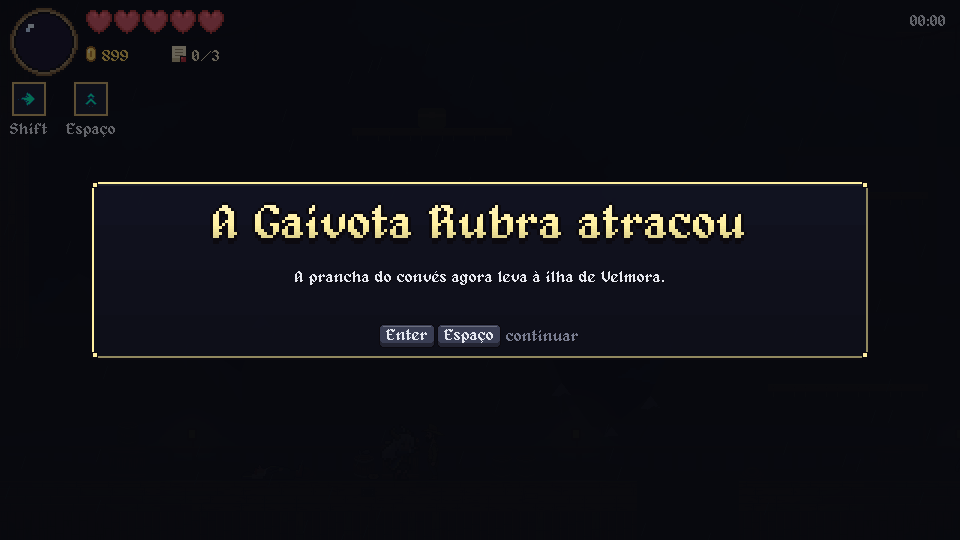 00:00
899
0/3
Shift Espaço
A Gaivota Rubra atracou
A prancha do convés agora leva à ilha de Velmora.
Enter Espaço continuar